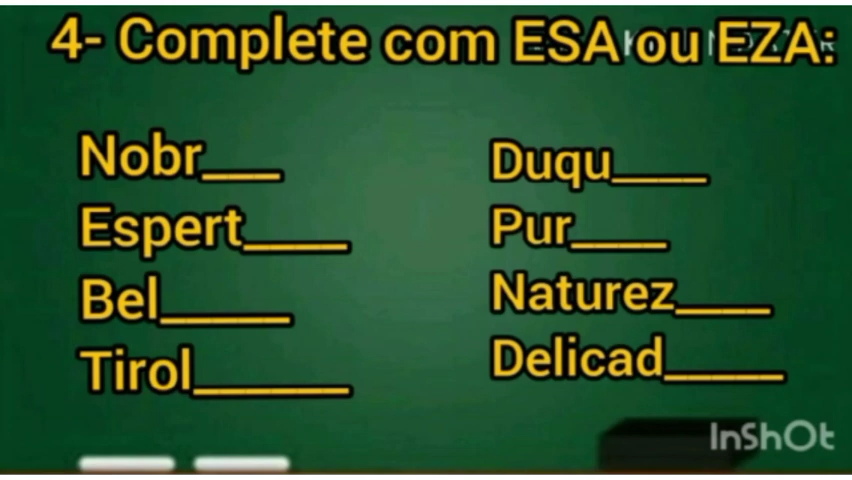 4- Complete com ESA ou EZA:
Nobr___
Espert____
Bel_____
Tirol______
Duqu____
Pur____
Naturez____
Delicad_____
InShOt